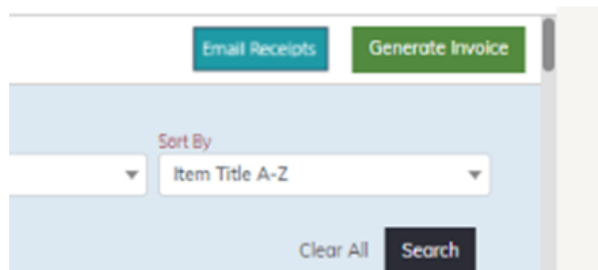 Email Receipts Generate Invoice
Sort By
Item Title A-Z
Clear All Search